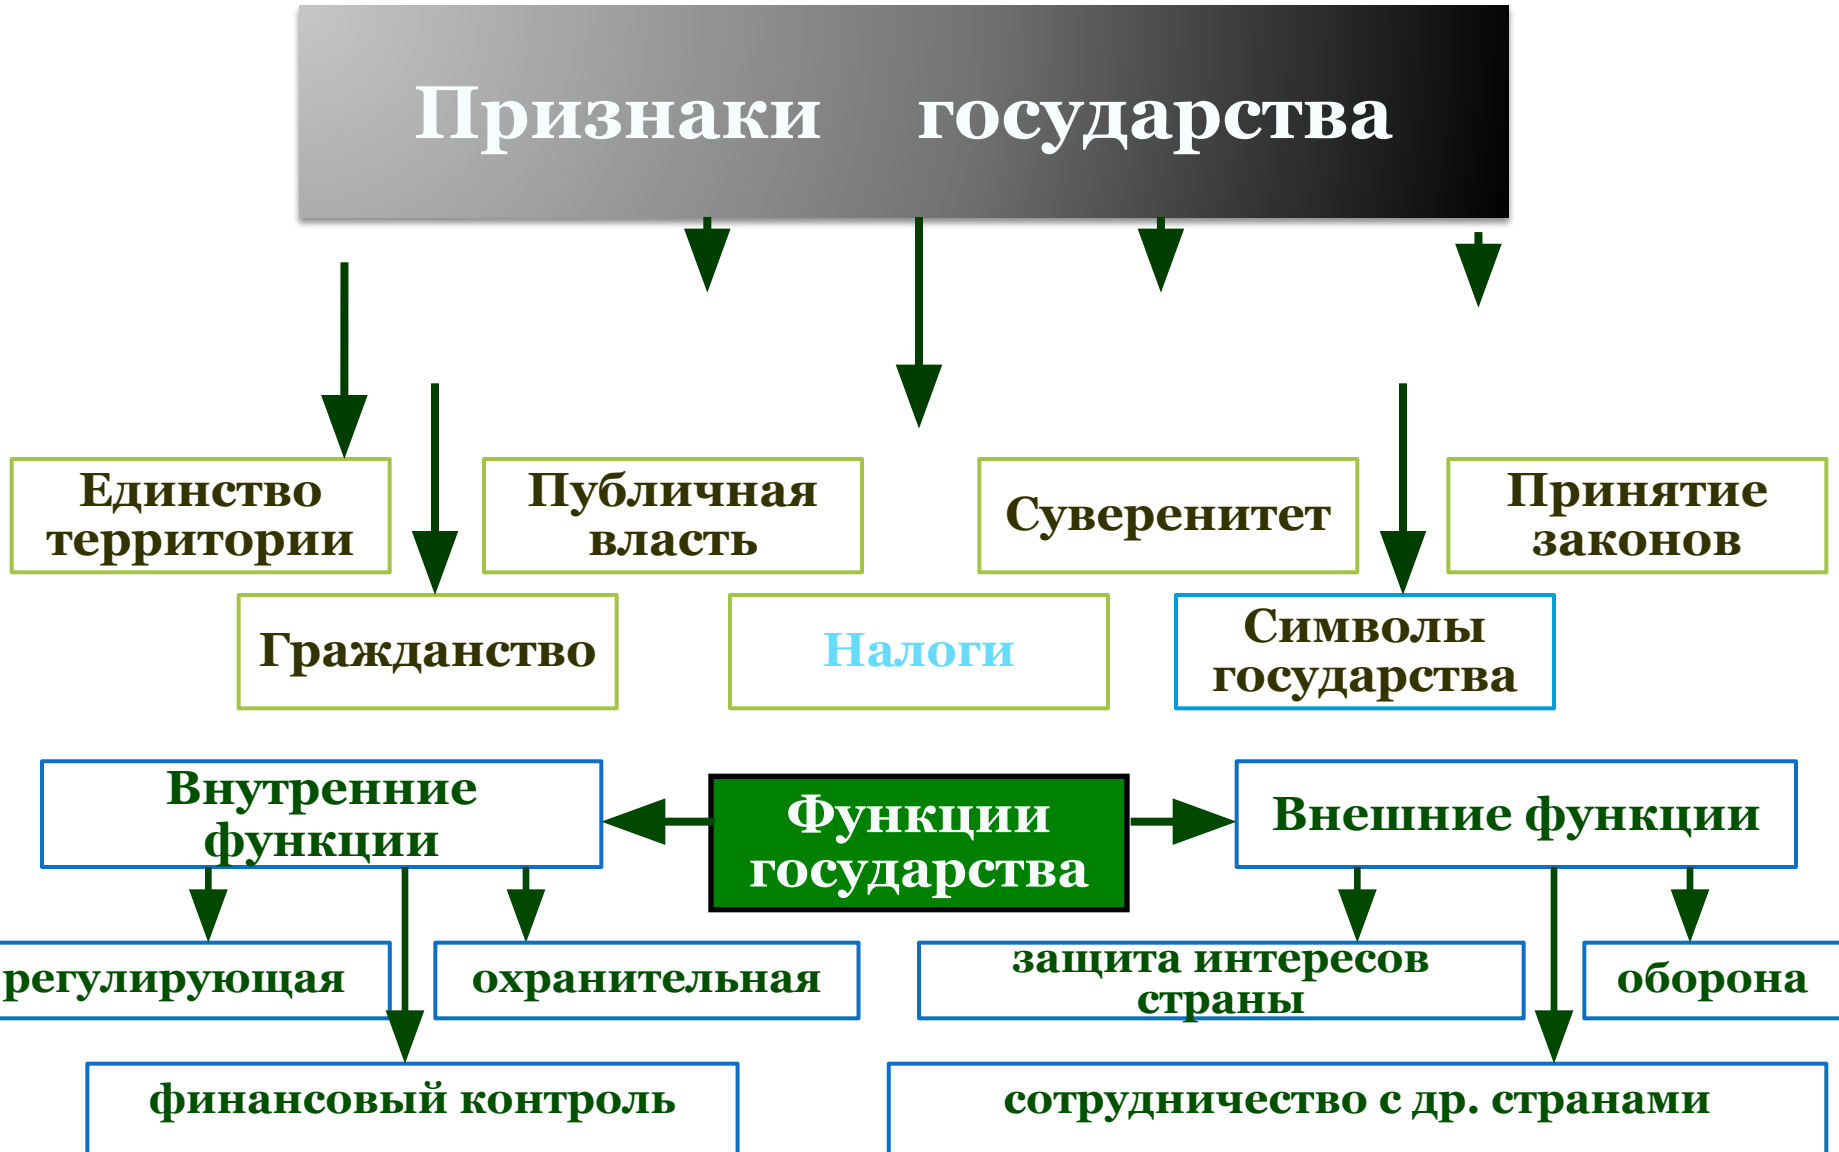 Признаки государства
Единство
территории
Публичная
власть
Суверенитет
Принятие
законов
Гражданство
Налоги
Символы
государства
Внутренние
функции
Функции
государства
Внешние функции
регулирующая
охранительная
защита интересов
страны
оборона
финансовый контроль
сотрудничество с др. странами